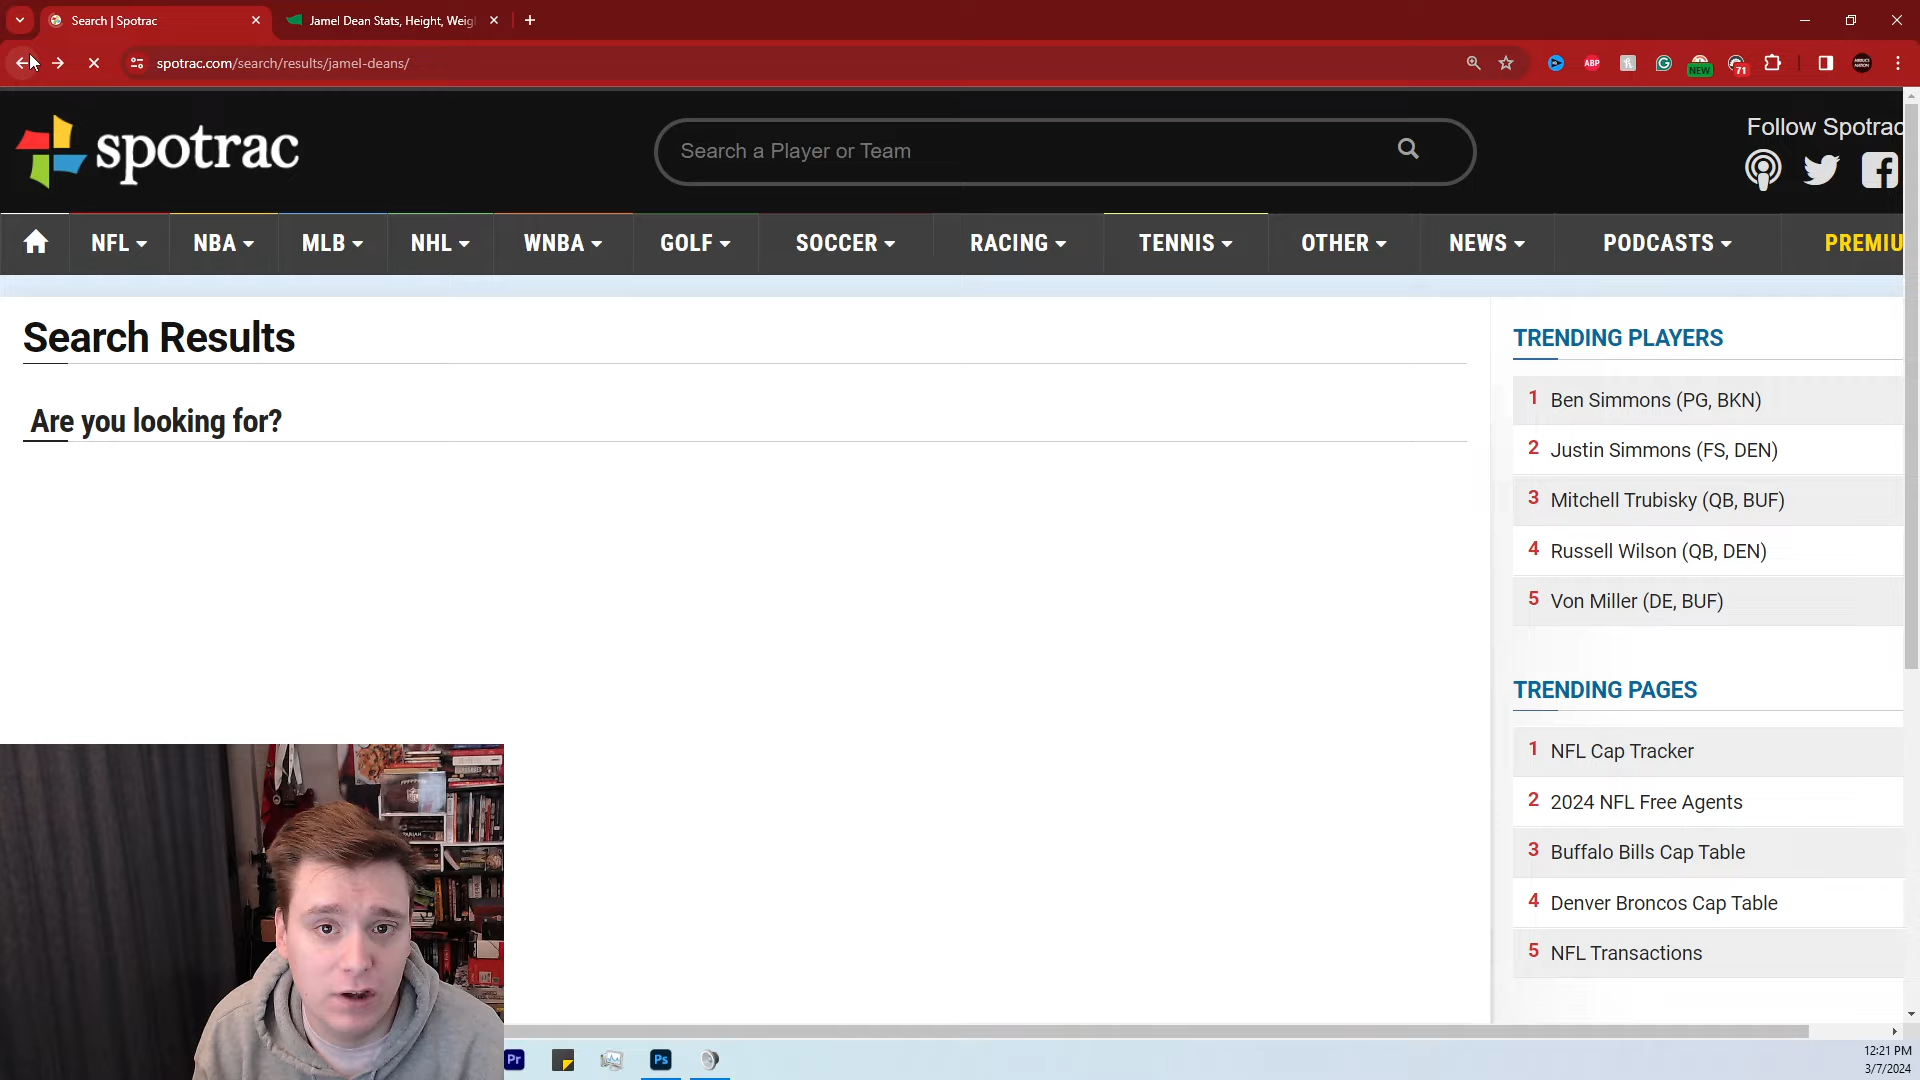 Search | Spotrac
Jamel Dean Stats, Height, Weig
spotrac.com/search/results/jamel-deans/
ABP
NEW
71
spotrac
Search a Player or Team
Follow Spotrac
NFL
NBA
MLB
NHL
WNBA
GOLF
SOCCER
RACING
TENNIS
OTHER
NEWS
PODCASTS
PREMIU
Search Results
Are you looking for?
TRENDING PLAYERS
1 Ben Simmons (PG, BKN)
2 Justin Simmons (FS, DEN)
3 Mitchell Trubisky (QB, BUF)
4 Russell Wilson (QB, DEN)
5 Von Miller (DE, BUF)
TRENDING PAGES
1 NFL Cap Tracker
2 2024 NFL Free Agents
3 Buffalo Bills Cap Table
4 Denver Broncos Cap Table
5 NFL Transactions
Pr
Ps
12:21 PM
3/7/2024